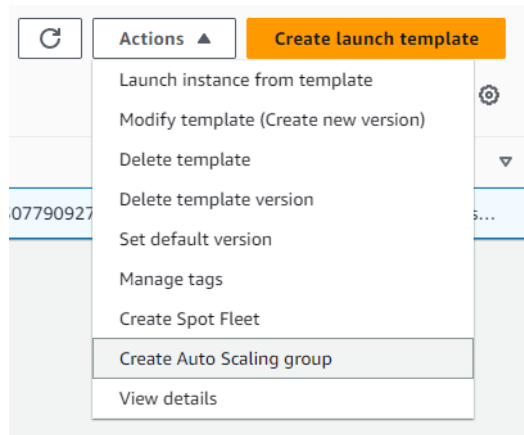 Actions
Create launch template
Launch instance from template
Modify template (Create new version)
Delete template
Delete template version
07790927
s...
Set default version
Manage tags
Create Spot Fleet
Create Auto Scaling group
View details